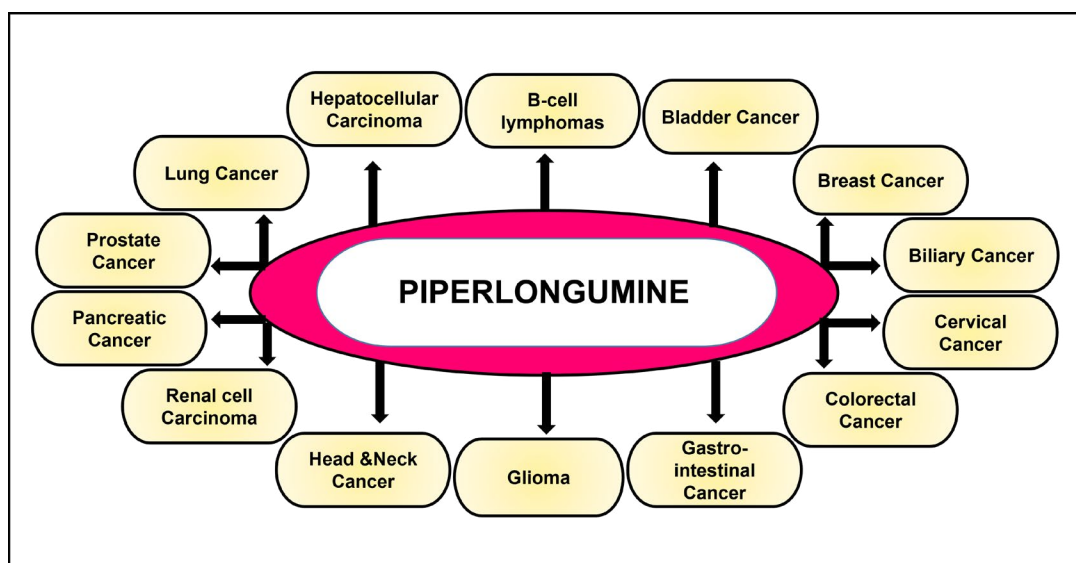 Hepatocellular
Carcinoma
B-cell
lymphomas
Bladder Cancer
Lung Cancer
Breast Cancer
Prostate
Cancer
Biliary Cancer
PIPERLONGUMINE
Pancreatic
Cancer
Cervical
Cancer
Renal cell
Carcinoma
Colorectal
Cancer
Head &Neck
Cancer
Glioma
Gastro-
intestinal
Cancer